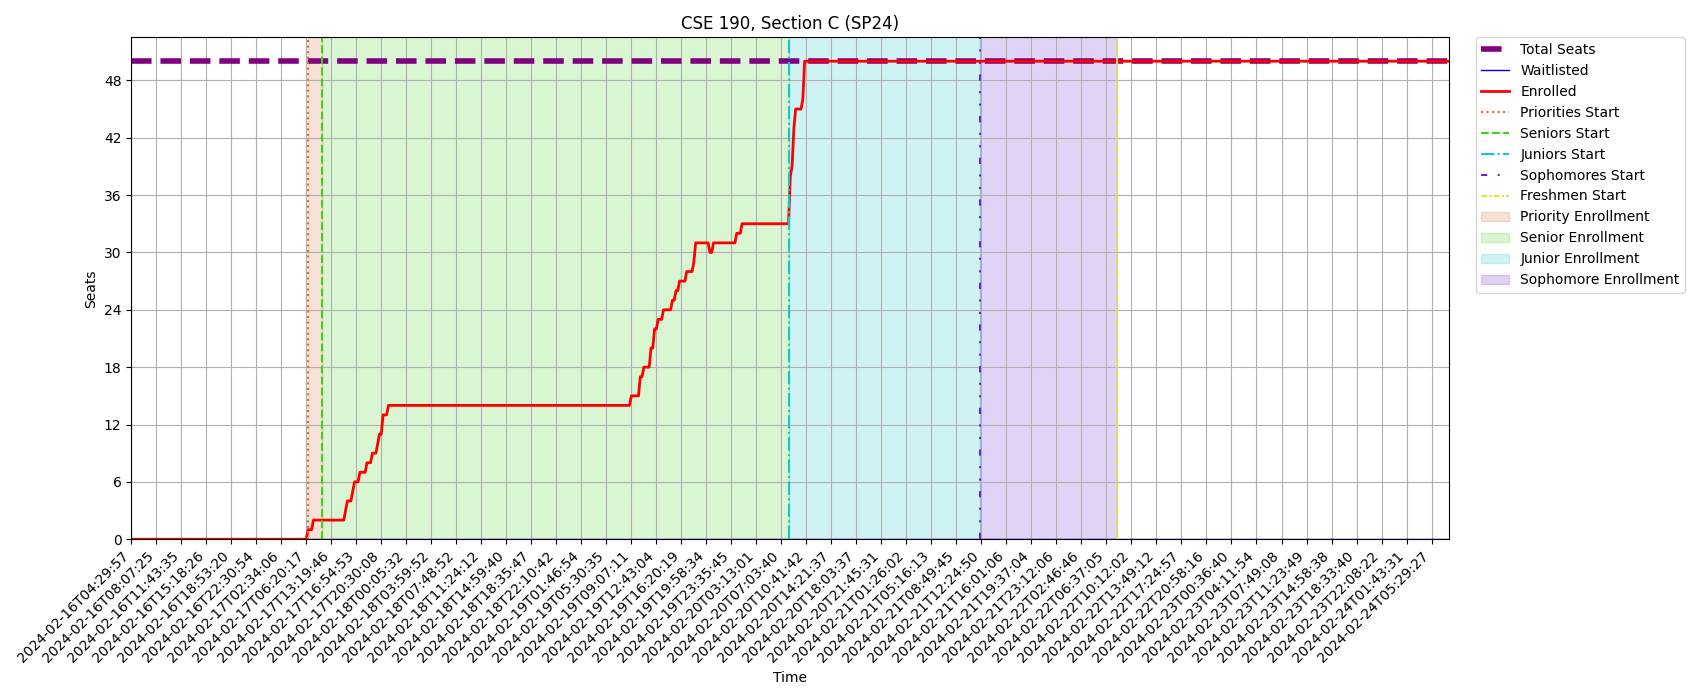 CSE 190, Section C (SP24)
Seats
48
42
36
30
24
18
12
6
0
2024-02-16T04:29:57
2024-02-16T08:07:25
2024-02-16T11:43:35
2024-02-16T15:18:26
2024-02-16T18:53:20
2024-02-16T22:30:54
2024-02-17T02:34:06
2024-02-17T06:20:17
2024-02-17T13:19:46
2024-02-17T16:54:53
2024-02-17T20:30:08
2024-02-18T00:05:32
2024-02-18T03:59:52
2024-02-18T07:48:52
2024-02-18T11:24:12
2024-02-18T14:59:40
2024-02-18T18:35:47
2024-02-18T22:10:42
2024-02-19T01:46:54
2024-02-19T05:30:35
2024-02-19T09:07:11
2024-02-19T12:43:04
2024-02-19T16:20:19
2024-02-19T19:58:34
2024-02-19T23:35:45
2024-02-20T03:13:01
2024-02-20T07:03:40
2024-02-20T10:41:42
2024-02-20T14:21:37
2024-02-20T18:03:37
2024-02-20T21:45:31
2024-02-21T01:26:02
2024-02-21T05:16:13
2024-02-21T08:49:45
2024-02-21T12:24:50
2024-02-21T16:01:06
2024-02-21T19:37:04
2024-02-21T23:12:06
2024-02-22T02:46:46
2024-02-22T06:37:05
2024-02-22T10:12:02
2024-02-22T13:49:12
2024-02-22T17:24:57
2024-02-22T20:58:16
2024-02-23T00:36:40
2024-02-23T04:11:54
2024-02-23T07:49:08
2024-02-23T11:23:49
2024-02-23T14:58:38
2024-02-23T18:33:40
2024-02-23T22:08:22
2024-02-24T01:43:31
2024-02-24T05:29:27
Time
Total Seats
Waitlisted
Enrolled
Priorities Start
Seniors Start
Juniors Start
Sophomores Start
Freshmen Start
Priority Enrollment
Senior Enrollment
Junior Enrollment
Sophomore Enrollment